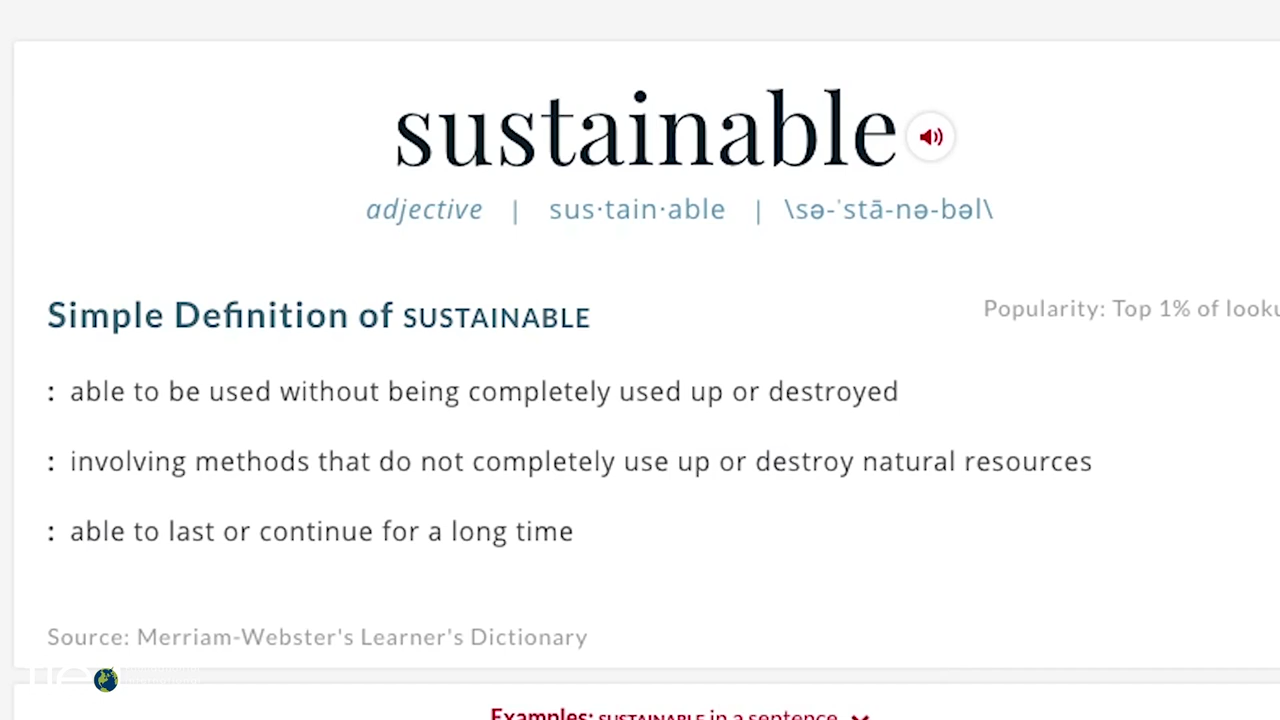 sustainable
adjective | sus·tain·able | \sə-ˈstā-nə-bəl\
Simple Definition of SUSTAINABLE
Popularity: Top 1% of looku
: able to be used without being completely used up or destroyed
: involving methods that do not completely use up or destroy natural resources
: able to last or continue for a long time
Source: Merriam-Webster's Learner's Dictionary
Examples: SUSTAINABLE in a sentence